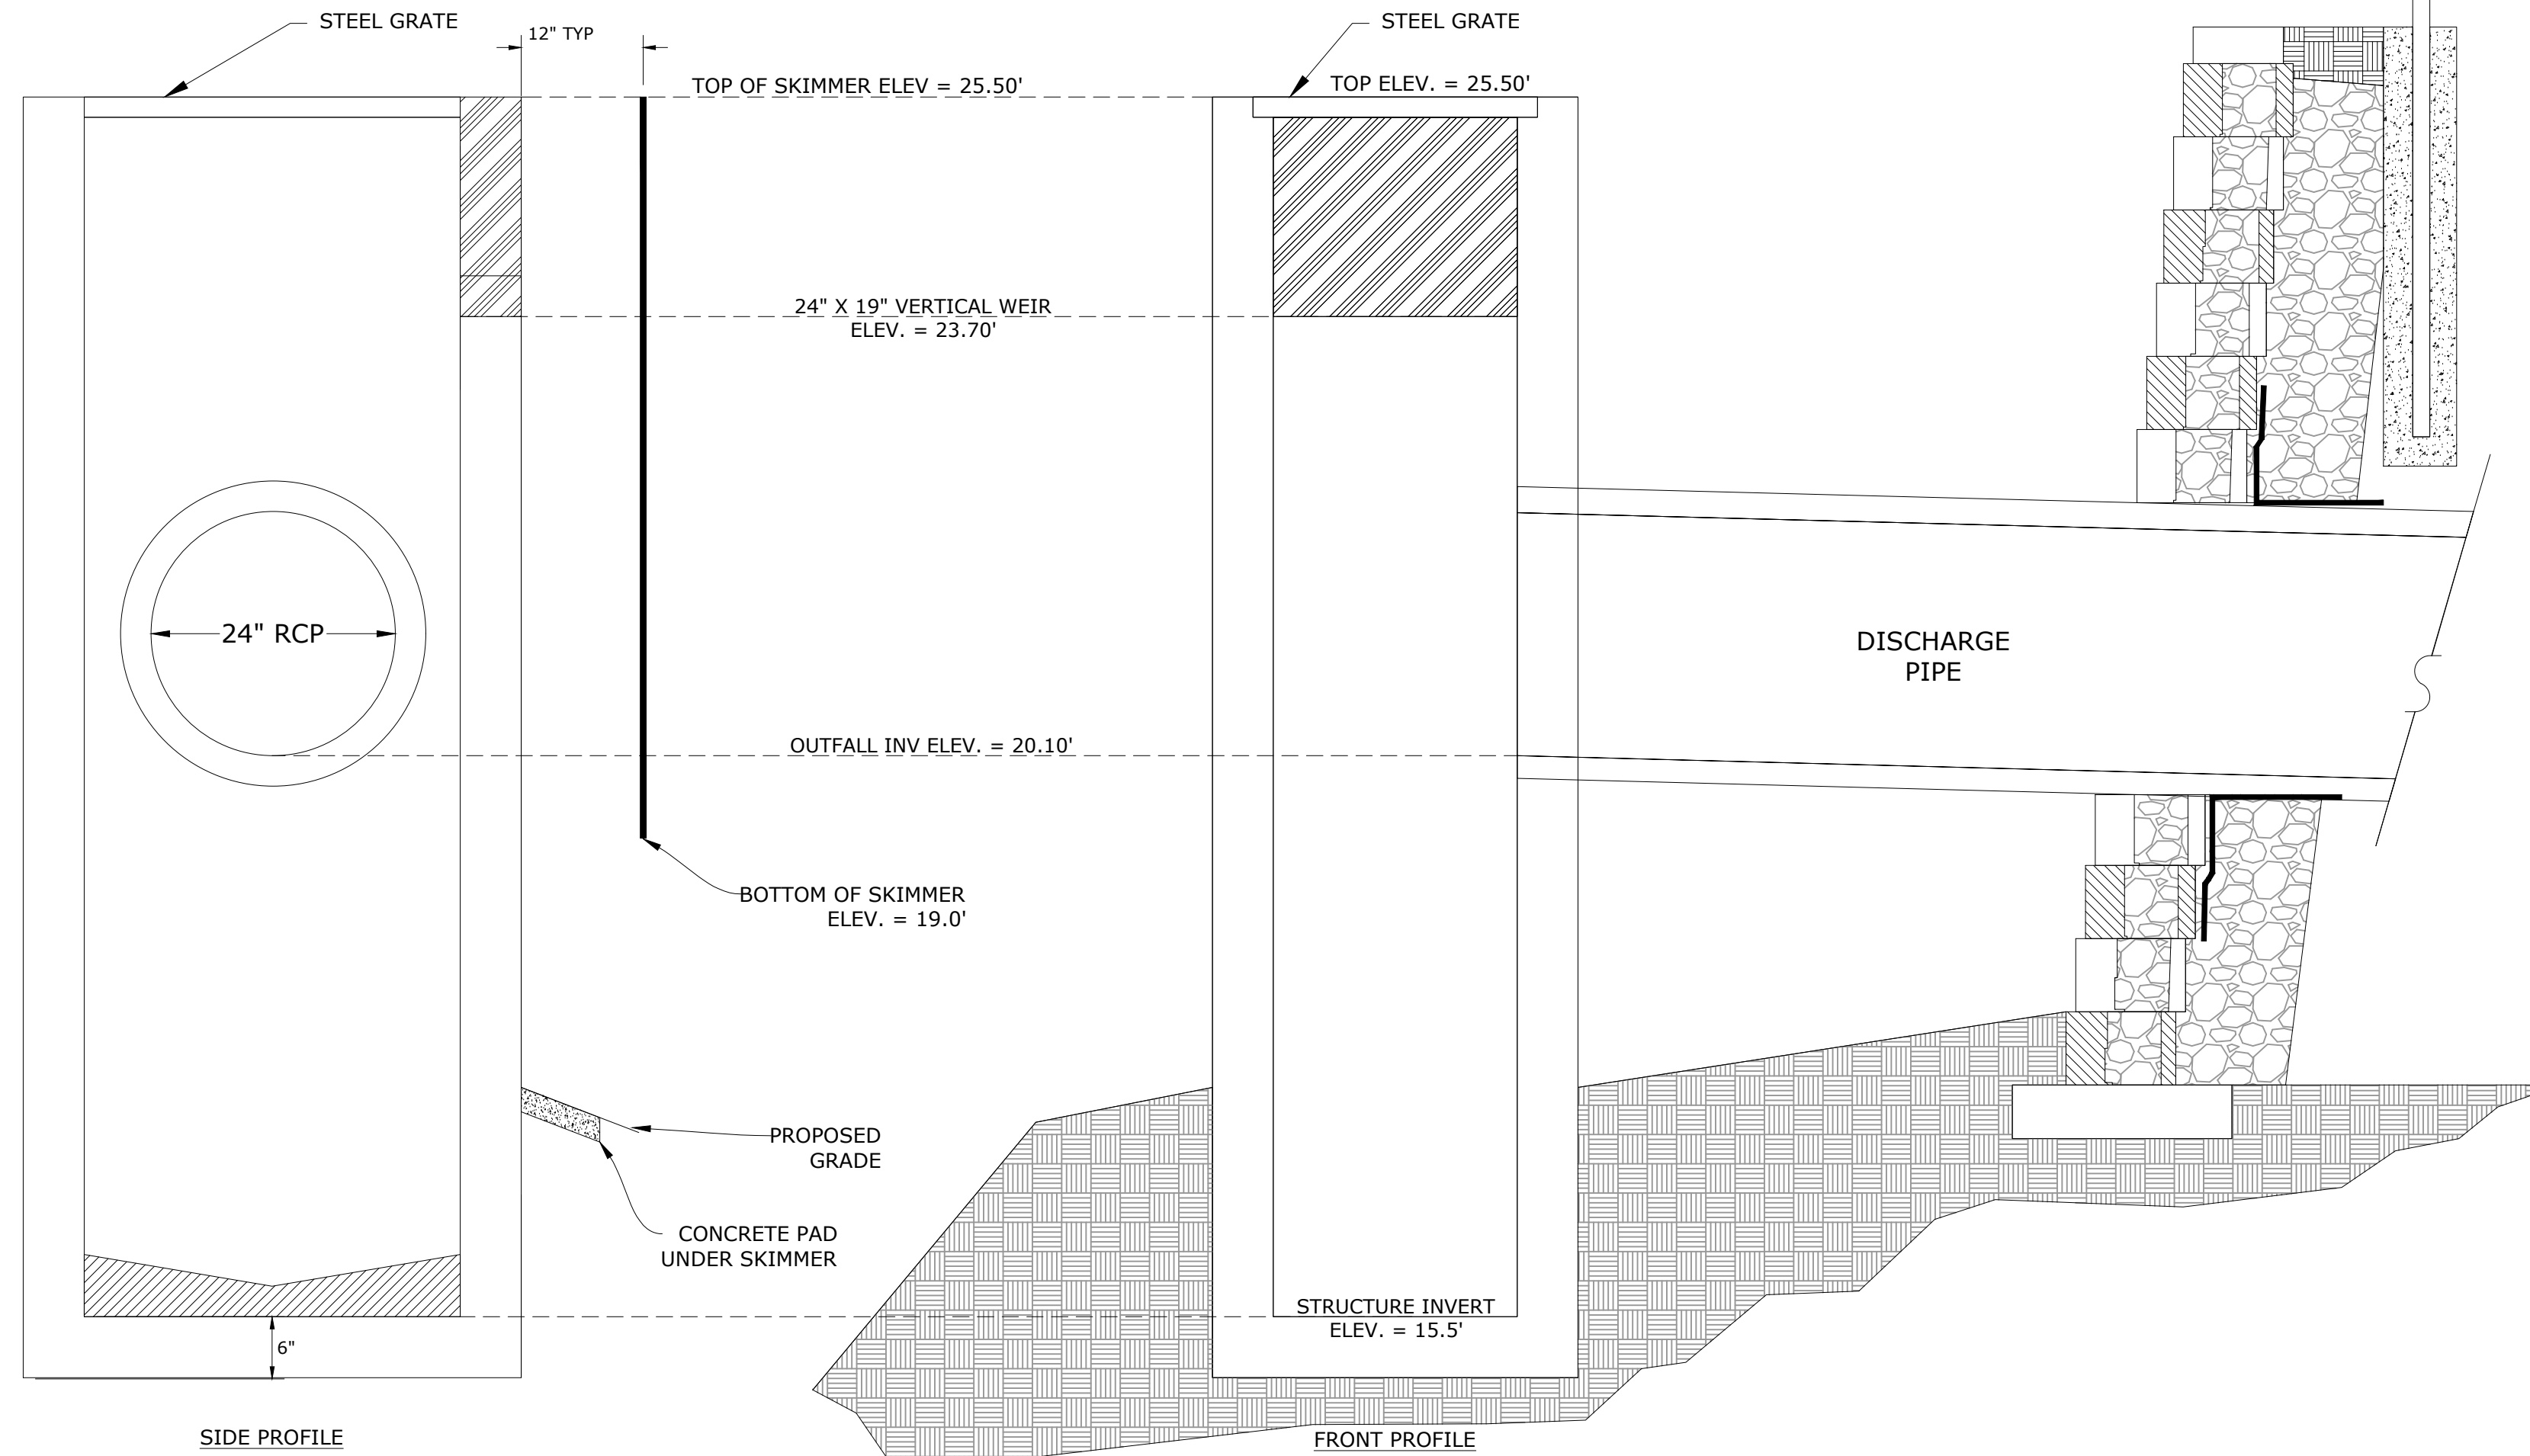 STEEL GRATE
12" TYP
STEEL GRATE
TOP OF SKIMMER ELEV = 25.50'
TOP ELEV. = 25.50'
24" X 19" VERTICAL WEIR
ELEV. = 23.70'
24" RCP
DISCHARGE
PIPE
OUTFALL INV ELEV. = 20.10'
BOTTOM OF SKIMMER
ELEV. = 19.0'
PROPOSED
GRADE
CONCRETE PAD
UNDER SKIMMER
STRUCTURE INVERT
ELEV. = 15.5'
6"
SIDE PROFILE
FRONT PROFILE